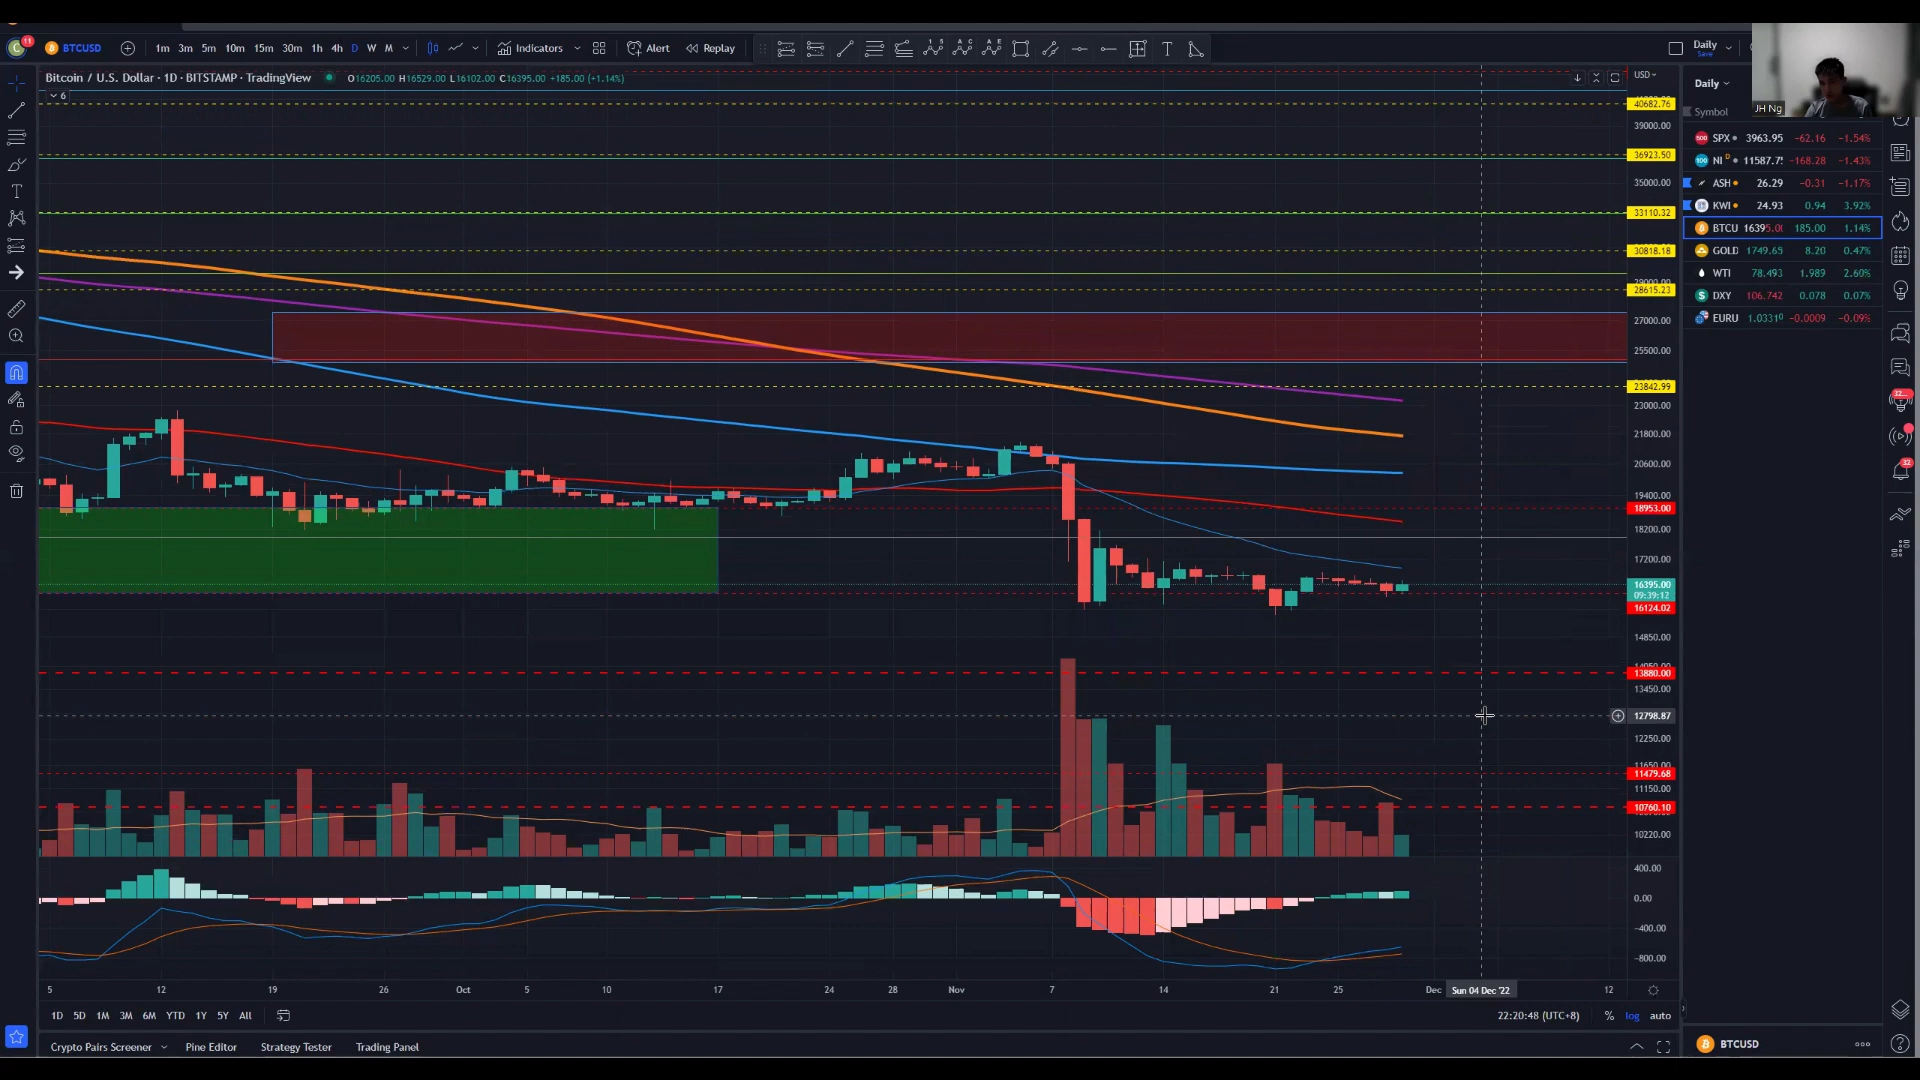 BTCUSD 1m 3m 5m 10m 15m 30m 1h 4h D W M Indicators Alert Replay Daily
Save
Bitcoin / U.S. Dollar · 1D · BITSTAMP · TradingView O16205.00 H16529.00 L16102.00 C16395.00 +185.00 (+1.14%)
6
USD
40682.76
39000.00
36923.50
35000.00
33110.32
30818.18
29000.00
28615.23
27000.00
25500.00
23842.99
23000.00
21800.00
20600.00
19400.00
18953.00
18200.00
17200.00
16395.00
09:39:12
16124.02
14850.00
14050.00
13880.00
13450.00
12798.87
12250.00
11650.00
11479.68
11150.00
10760.10
10220.00
400.00
0.00
−400.00
−800.00
5 12 19 26 Oct 5 10 17 24 28 Nov 7 14 21 25 Dec Sun 04 Dec '22 12
1D 5D 1M 3M 6M YTD 1Y 5Y All
22:20:48 (UTC+8) % log auto
Crypto Pairs Screener Pine Editor Strategy Tester Trading Panel
JH Ng
Daily
Symbol
SPX 3963.95 −62.16 −1.54%
NI D 11587.7 −168.28 −1.43%
ASH 26.29 −0.31 −1.17%
KWI 24.93 0.94 3.92%
BTCU 16395.0 185.00 1.14%
GOLD 1749.65 8.20 0.47%
WTI 78.493 1.989 2.60%
DXY 106.742 0.078 0.07%
EURU 1.0331 −0.0009 −0.09%
BTCUSD